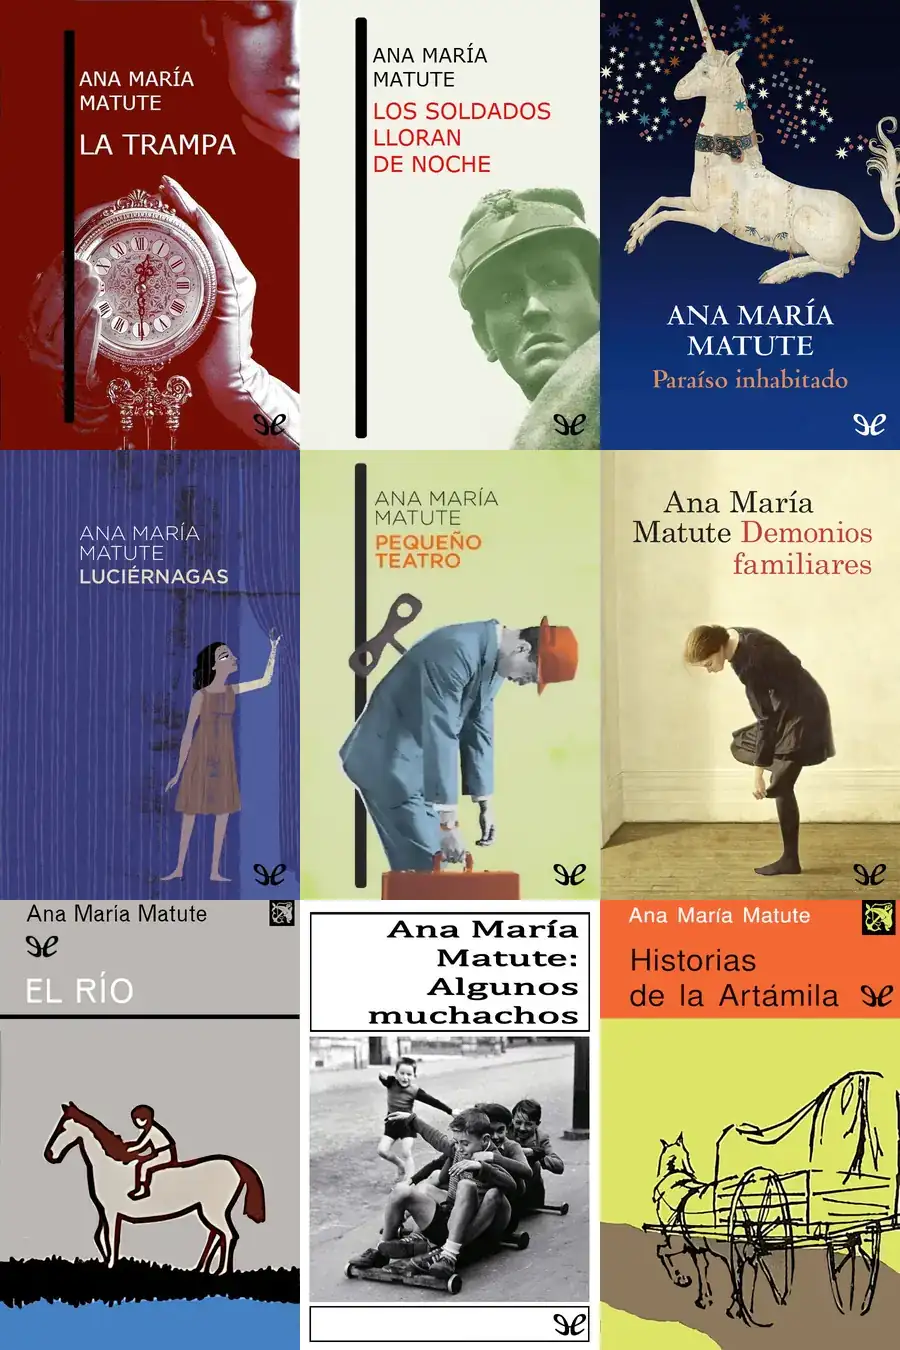 ANA MARÍA
MATUTE
LA TRAMPA
ANA MARÍA
MATUTE
LOS SOLDADOS
LLORAN
DE NOCHE
ANA MARÍA
MATUTE
Paraíso inhabitado
ANA MARÍA
MATUTE
LUCIÉRNAGAS
ANA MARÍA
MATUTE
PEQUEÑO
TEATRO
Ana María
Matute Demonios
familiares
Ana María Matute
EL RÍO
Ana María
Matute:
Algunos
muchachos
Ana María Matute
Historias
de la Artámila